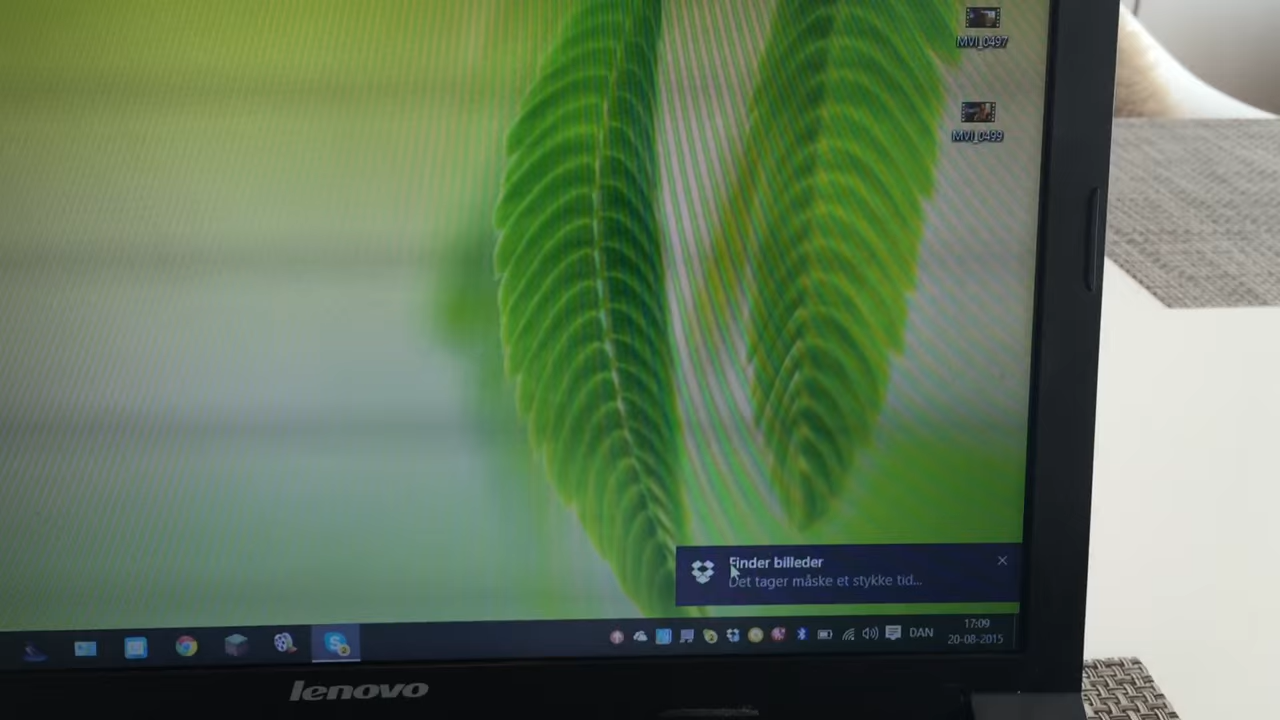 MVI_0497
MVI_0499
Finder billeder
Det tager måske et stykke tid...
DAN
17:09
20-08-2015
lenovo